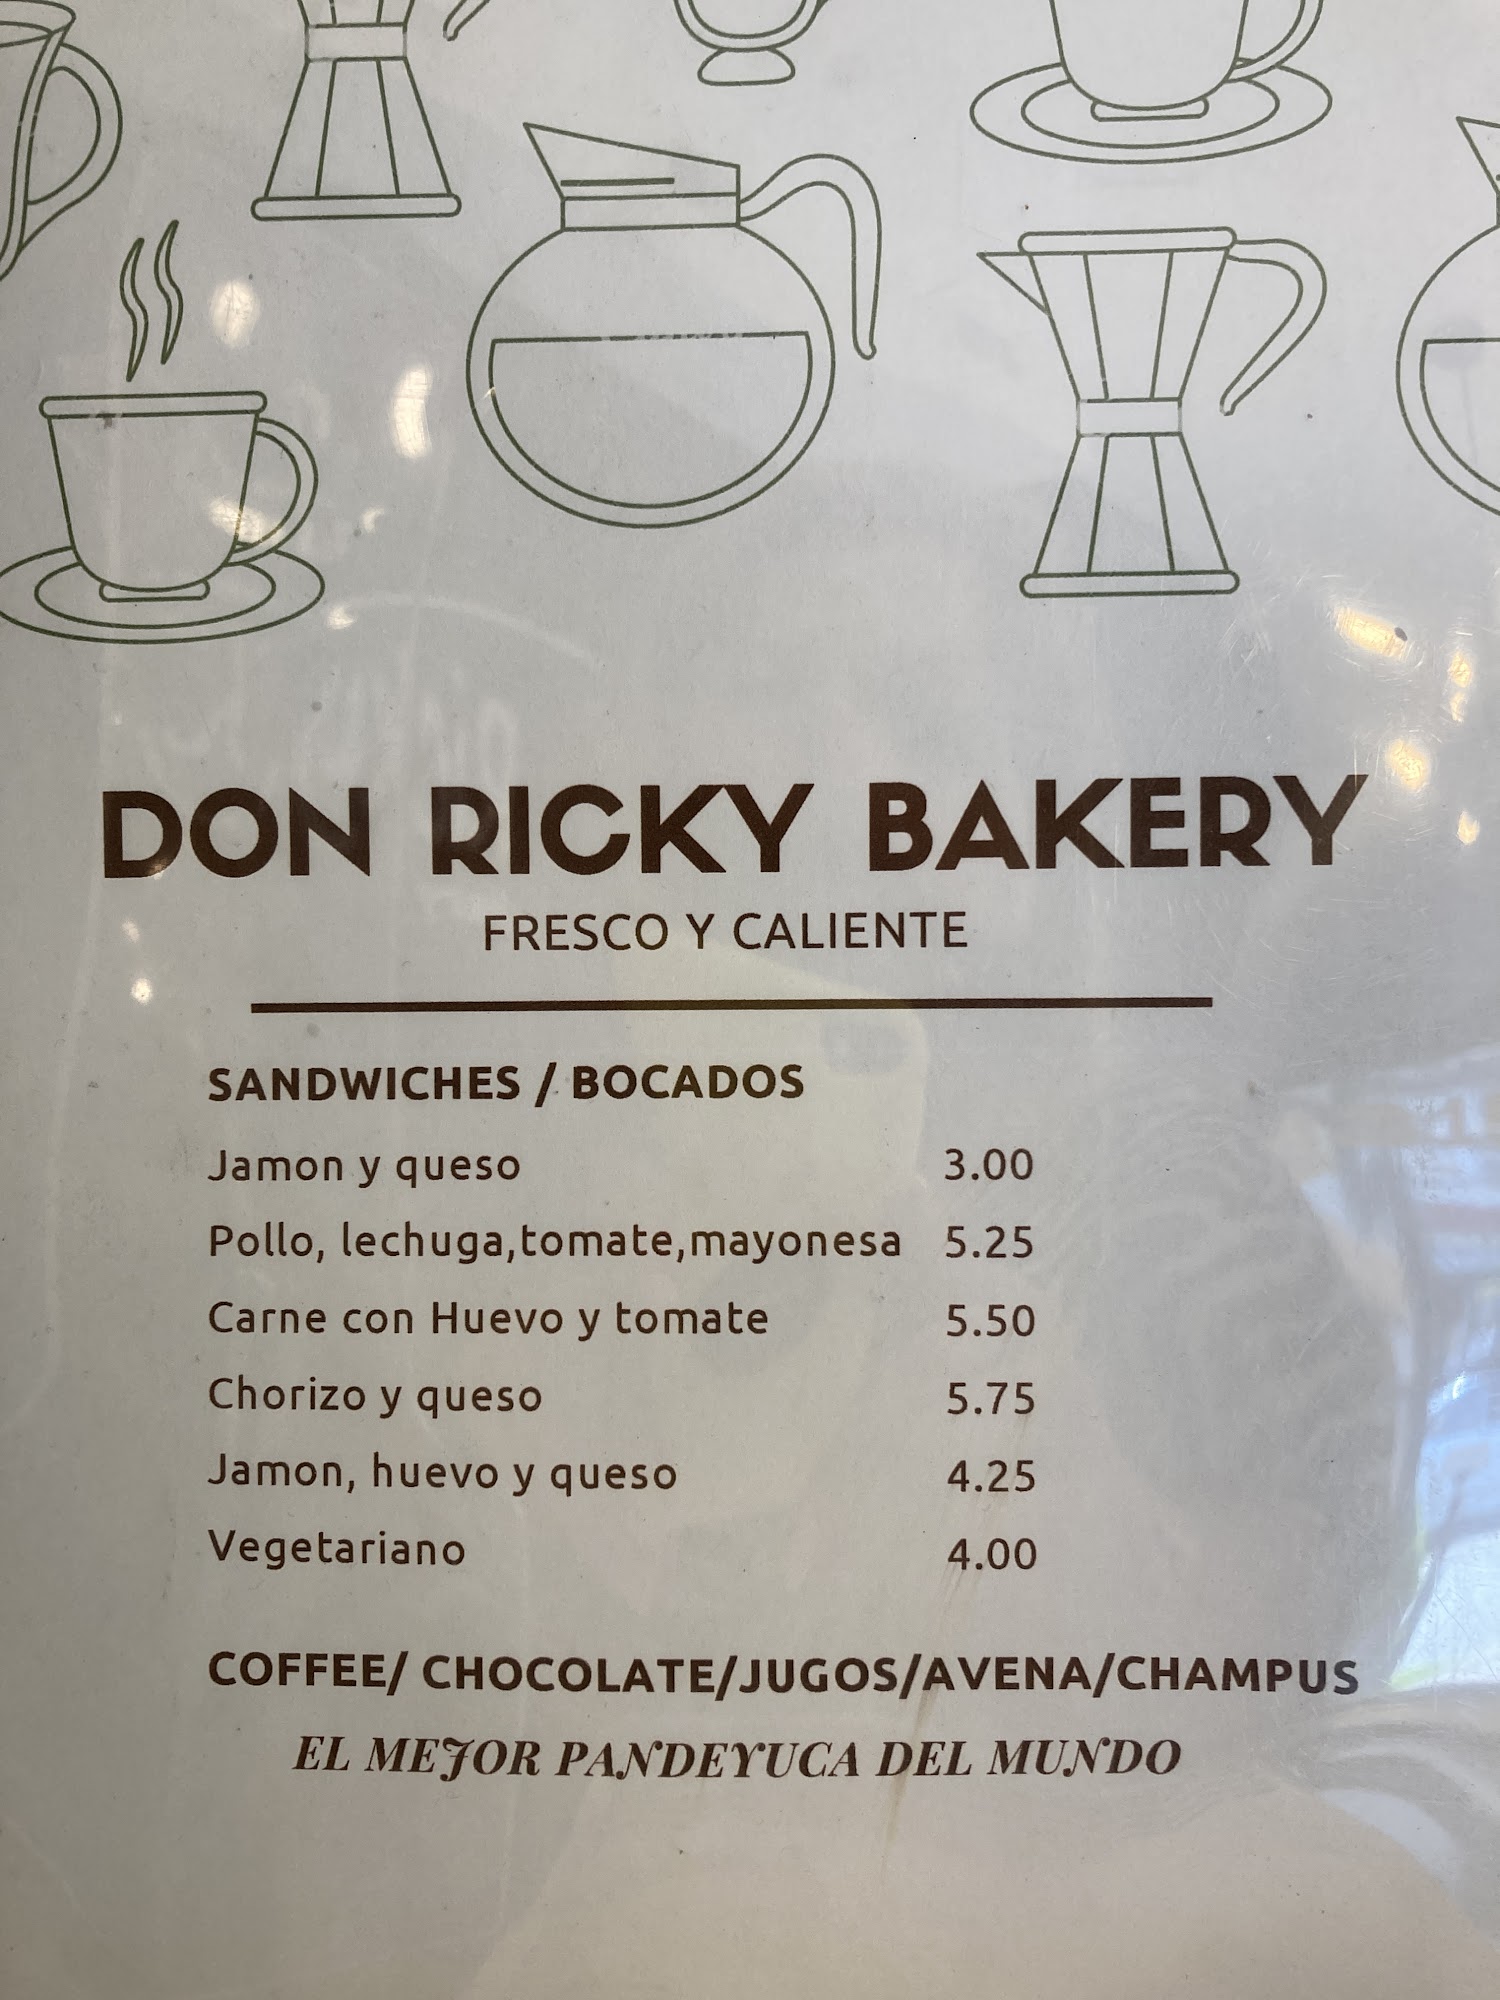 DON RICKY BAKERY
FRESCO Y CALIENTE
SANDWICHES / BOCADOS
Jamon y queso 3.00
Pollo, lechuga,tomate,mayonesa 5.25
Carne con Huevo y tomate 5.50
Chorizo y queso 5.75
Jamon, huevo y queso 4.25
Vegetariano 4.00
COFFEE/ CHOCOLATE/JUGOS/AVENA/CHAMPUS
EL MEJOR PANDEYUCA DEL MUNDO